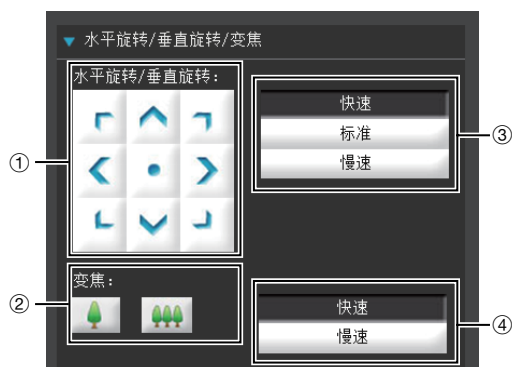 ▼ 水平旋转/垂直旋转/变焦
水平旋转/垂直旋转：
快速
标准
慢速
①
③
变焦：
快速
慢速
②
④